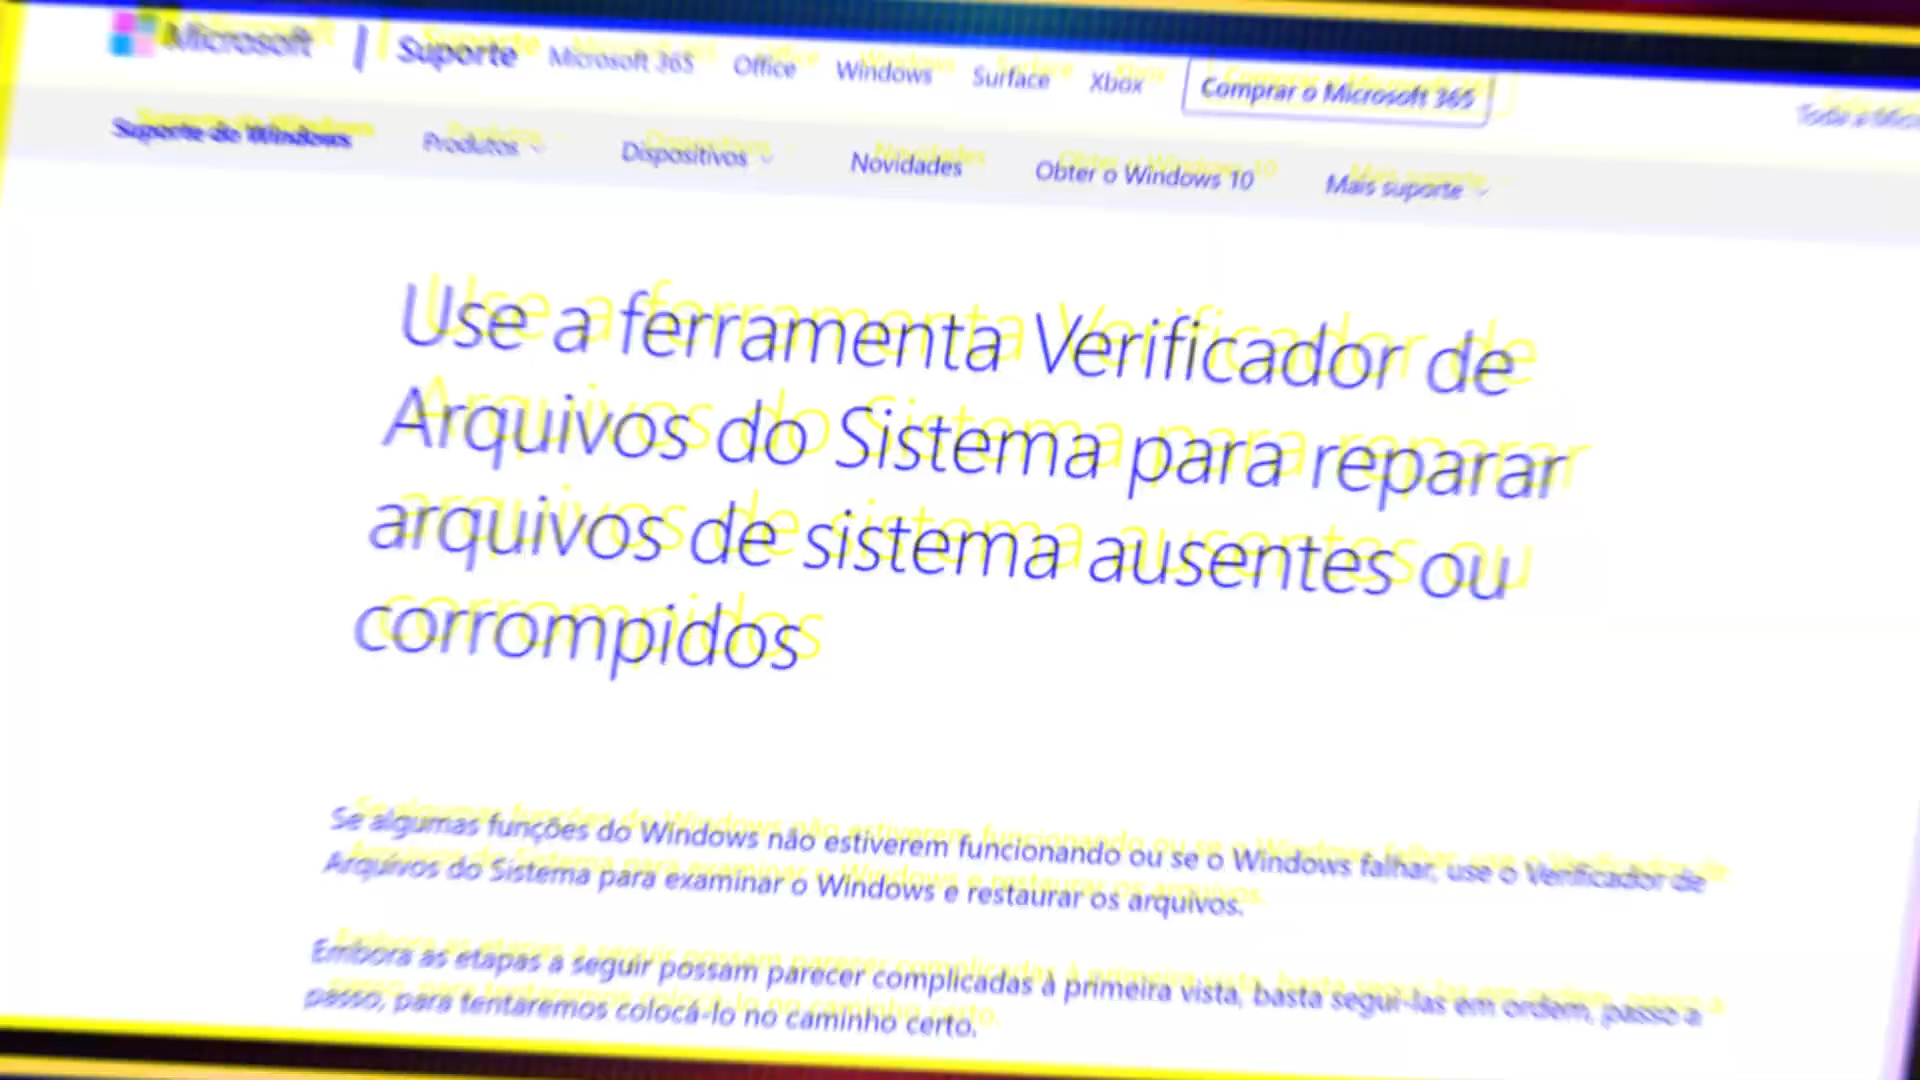 Microsoft | Suporte Microsoft 365 Office Windows Surface Xbox Comprar o Microsoft 365
Suporte do Windows Produtos Dispositivos Novidades Obter o Windows 10 Mais suporte
Use a ferramenta Verificador de
Arquivos do Sistema para reparar
arquivos de sistema ausentes ou
corrompidos
Se algumas funções do Windows não estiverem funcionando ou se o Windows falhar, use o Verificador de
Arquivos do Sistema para examinar o Windows e restaurar os arquivos.
Embora as etapas a seguir possam parecer complicadas à primeira vista, basta segui-las em ordem, passo a
passo, para tentaremos colocá-lo no caminho certo.